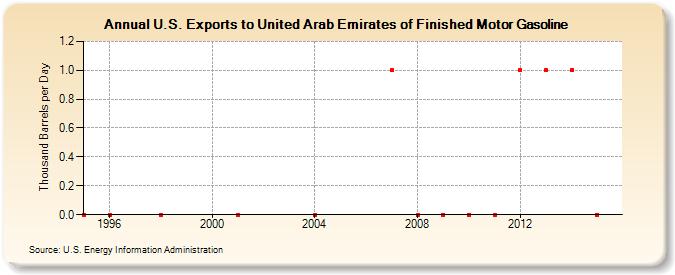 Annual U.S. Exports to United Arab Emirates of Finished Motor Gasoline
Thousand Barrels per Day
1.2
1.0
0.8
0.6
0.4
0.2
0.0
1996 2000 2004 2008 2012
Source: U.S. Energy Information Administration